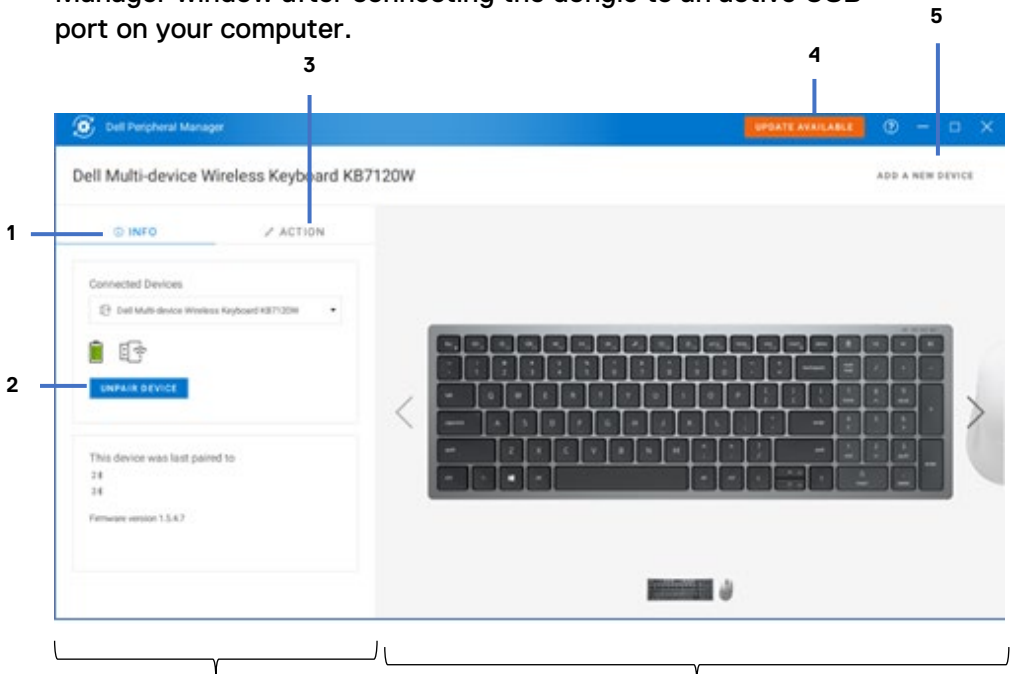 Manager window after connecting the dongle to an active USB
port on your computer.
5
4
3
Dell Peripheral Manager
UPDATE AVAILABLE
Dell Multi-device Wireless Keyboard KB7120W
ADD A NEW DEVICE
1
INFO
ACTION
Connected Devices
Dell Multi-device Wireless Keyboard KB7120W
2
UNPAIR DEVICE
This device was last paired to
2
3
Firmware version 1.5.4.7